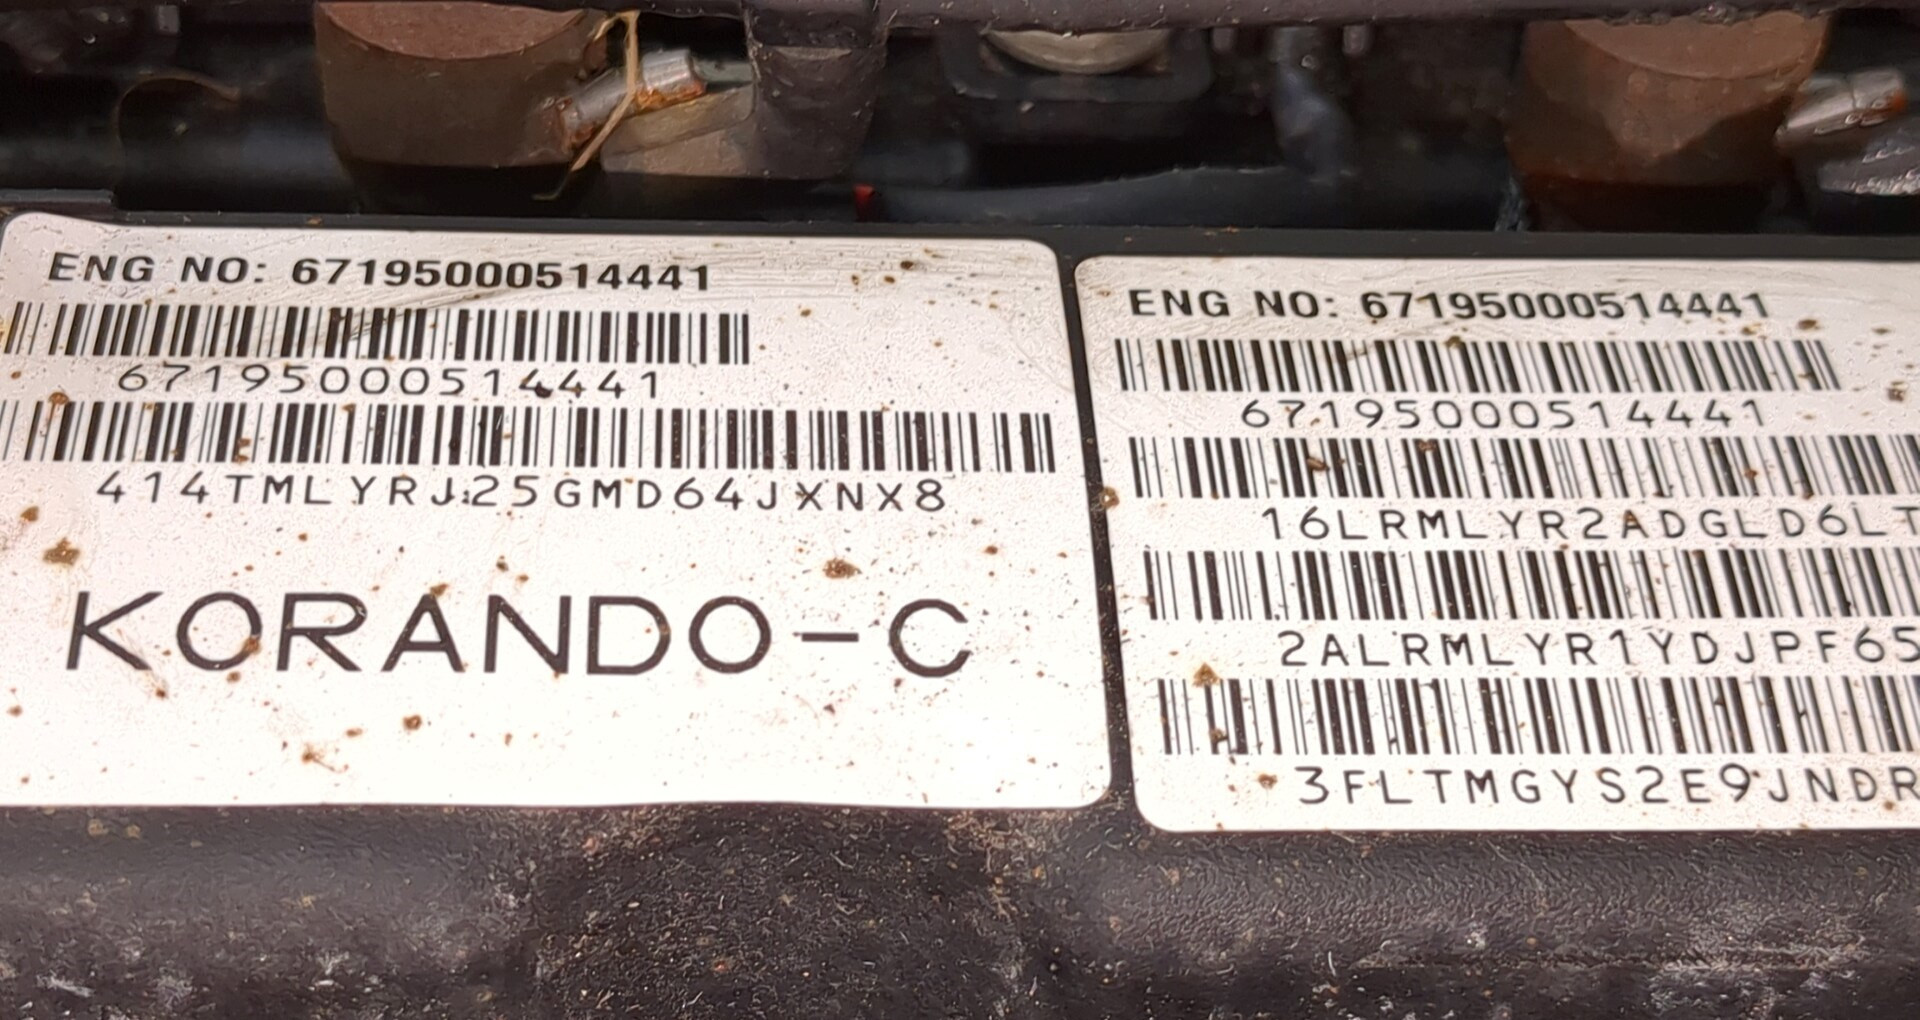 ENG NO: 67195000514441
67195000514441
414TMLYRJ25GMD64JXNX8
KORANDO-C
ENG NO: 67195000514441
67195000514441
16LRMLYR2ADGLD6LT
2ALRMLYR1YDJPF65
3FLTMGYS2E9JNDR